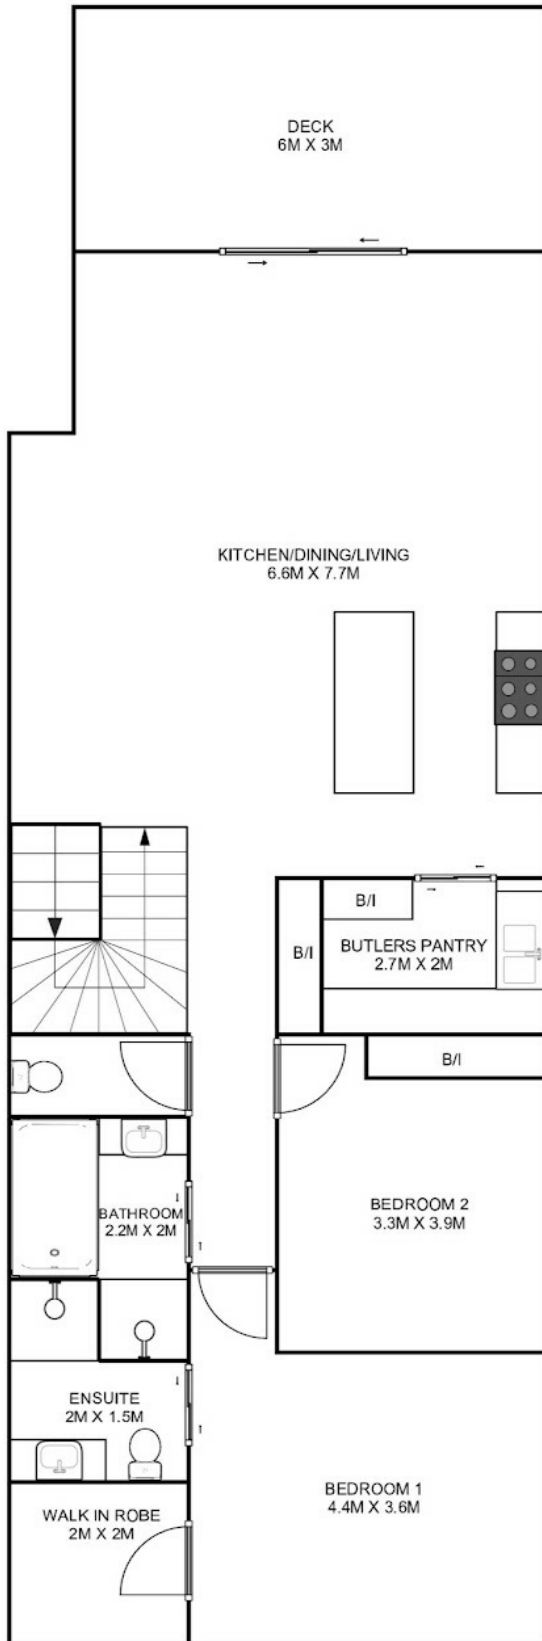 DECK
6M X 3M
KITCHEN/DINING/LIVING
6.6M X 7.7M
B/I
B/I
BUTLERS PANTRY
2.7M X 2M
B/I
BATHROOM
2.2M X 2M
BEDROOM 2
3.3M X 3.9M
ENSUITE
2M X 1.5M
BEDROOM 1
4.4M X 3.6M
WALK IN ROBE
2M X 2M